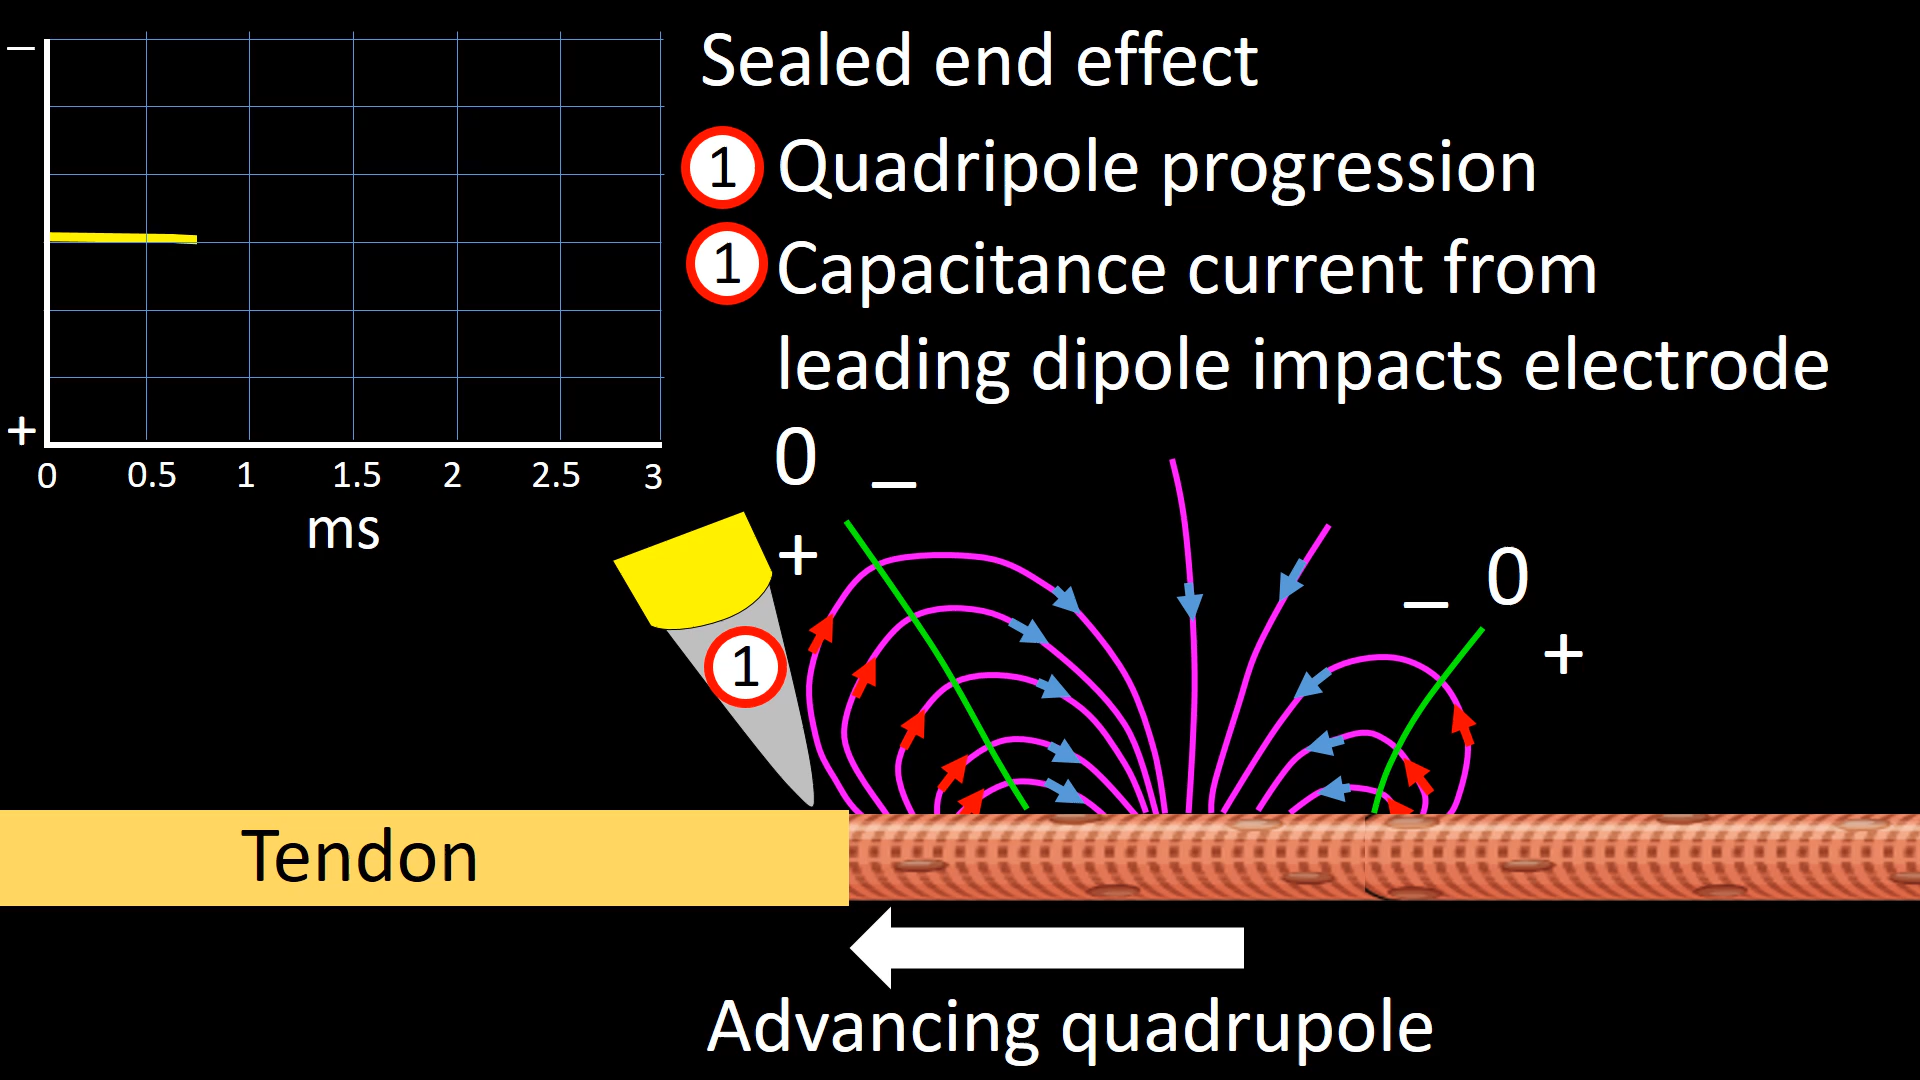 Sealed end effect
1 Quadripole progression
1 Capacitance current from
leading dipole impacts electrode
–
+
0 0.5 1 1.5 2 2.5 3
ms
0 –
+
– 0
+
1
Tendon
Advancing quadrupole